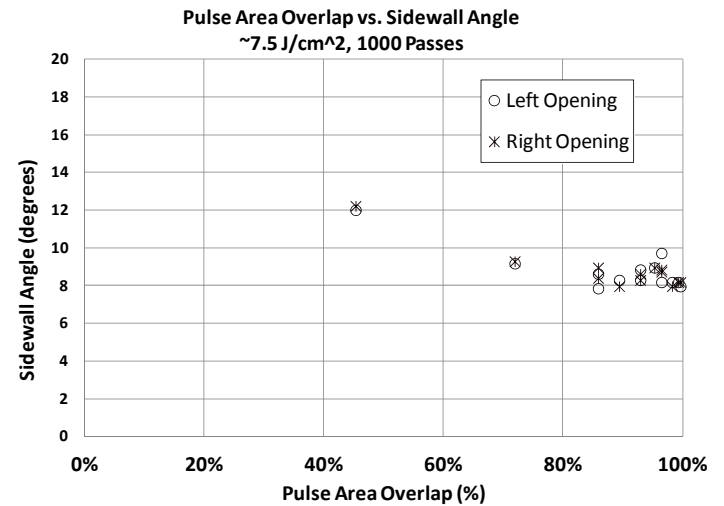 Pulse Area Overlap vs. Sidewall Angle
~7.5 J/cm^2, 1000 Passes
20
18
16
14
12
10
8
6
4
2
0
Sidewall Angle (degrees)
Left Opening
Right Opening
0% 20% 40% 60% 80% 100%
Pulse Area Overlap (%)